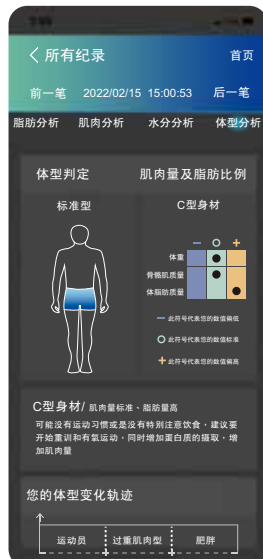 所有纪录 首页
前一笔 2022/02/15 15:00:53 后一笔
脂肪分析 肌肉分析 水分分析 体型分析
体型判定 肌肉量及脂肪比例
标准型 C型身材
− O +
体重
骨骼肌质量
体脂肪质量
− 此符号代表您的数值偏低
O 此符号代表您的数值标准
+ 此符号代表您的数值偏高
C型身材/ 肌肉量标准、脂肪量高
可能没有运动习惯或是没有特别注意饮食，建议要
开始重训和有氧运动，同时增加蛋白质的摄取，增
加肌肉量
您的体型变化轨迹
运动员 过重肌肉型 肥胖